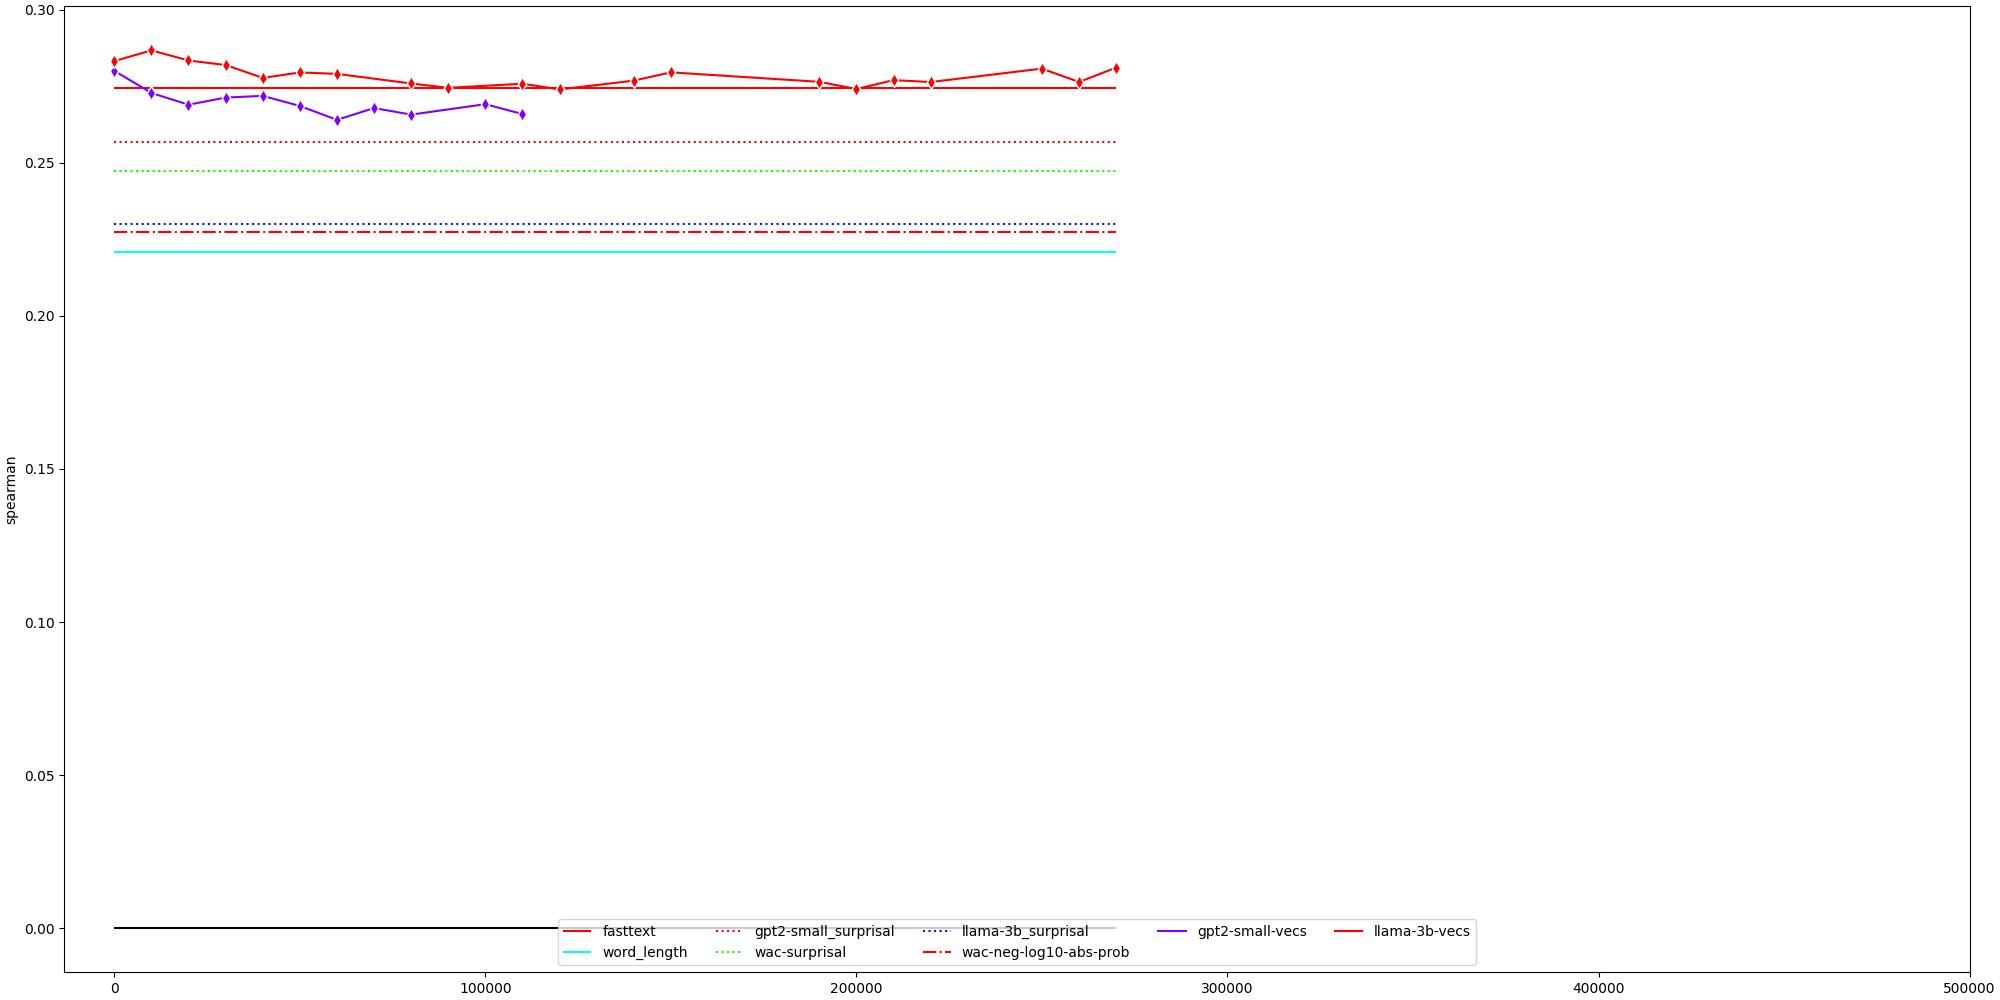 0.30
0.25
0.20
0.15
0.10
0.05
0.00
spearman
fasttext gpt2-small_surprisal llama-3b_surprisal gpt2-small-vecs llama-3b-vecs
word_length wac-surprisal wac-neg-log10-abs-prob
0 100000 200000 300000 400000 500000